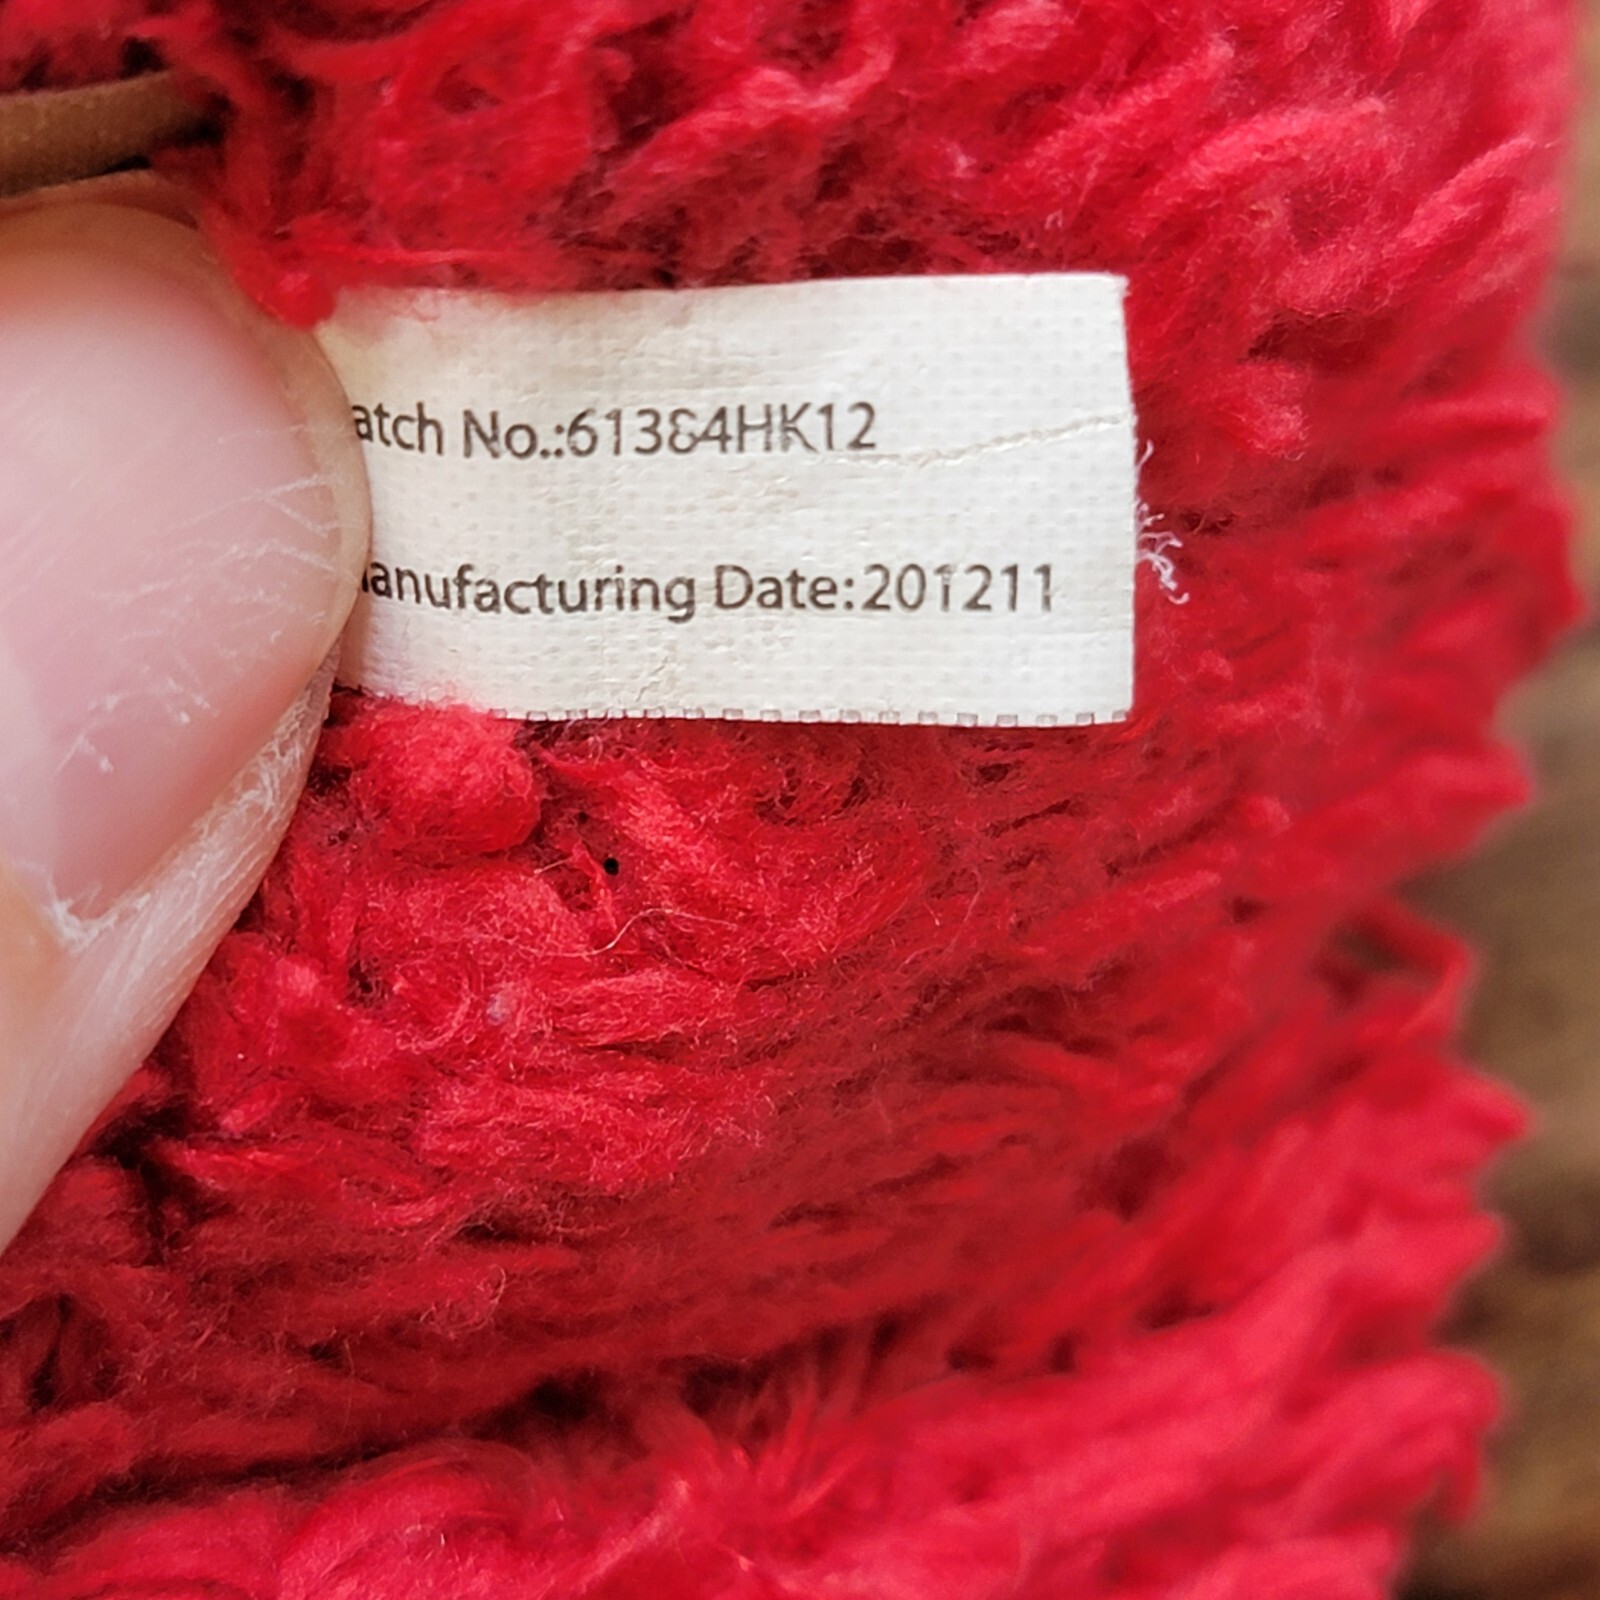 atch No.:61384HK12
anufacturing Date:201211